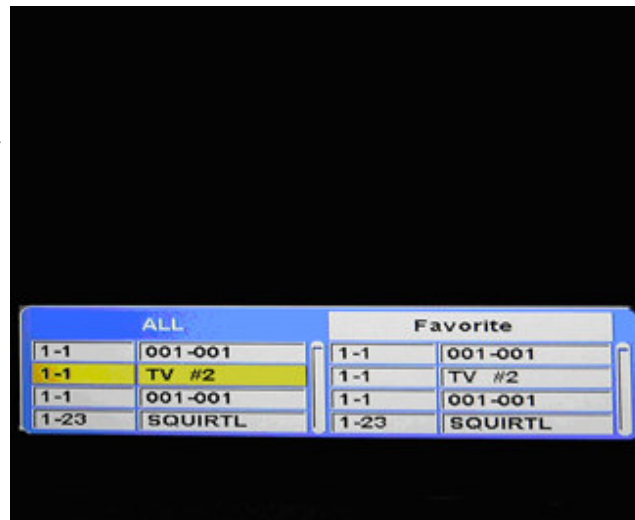 ALL Favorite
1-1 001-001 1-1 001-001
1-1 TV #2 1-1 TV #2
1-1 001-001 1-1 001-001
1-23 SQUIRTL 1-23 SQUIRTL